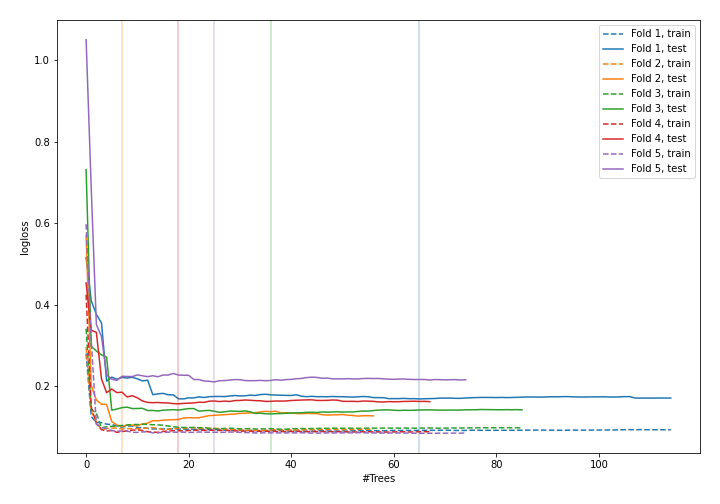 Fold 1, train
Fold 1, test
Fold 2, train
Fold 2, test
Fold 3, train
Fold 3, test
Fold 4, train
Fold 4, test
Fold 5, train
Fold 5, test
logloss
1.0
0.8
0.6
0.4
0.2
0 20 40 60 80 100
#Trees